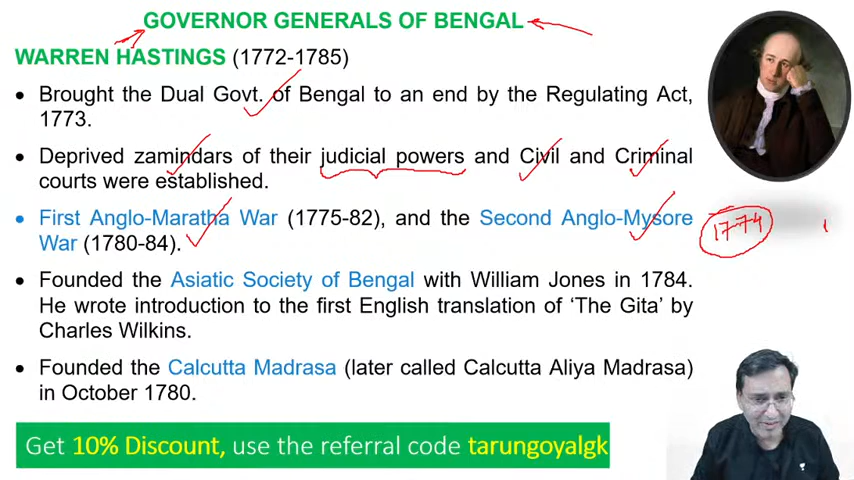 GOVERNOR GENERALS OF BENGAL
WARREN HASTINGS (1772-1785)
• Brought the Dual Govt. of Bengal to an end by the Regulating Act,
1773.
• Deprived zamindars of their judicial powers and Civil and Criminal
courts were established.
• First Anglo-Maratha War (1775-82), and the Second Anglo-Mysore
War (1780-84).
1774
• Founded the Asiatic Society of Bengal with William Jones in 1784.
He wrote introduction to the first English translation of ‘The Gita’ by
Charles Wilkins.
• Founded the Calcutta Madrasa (later called Calcutta Aliya Madrasa)
in October 1780.
Get 10% Discount, use the referral code tarungoyalgk